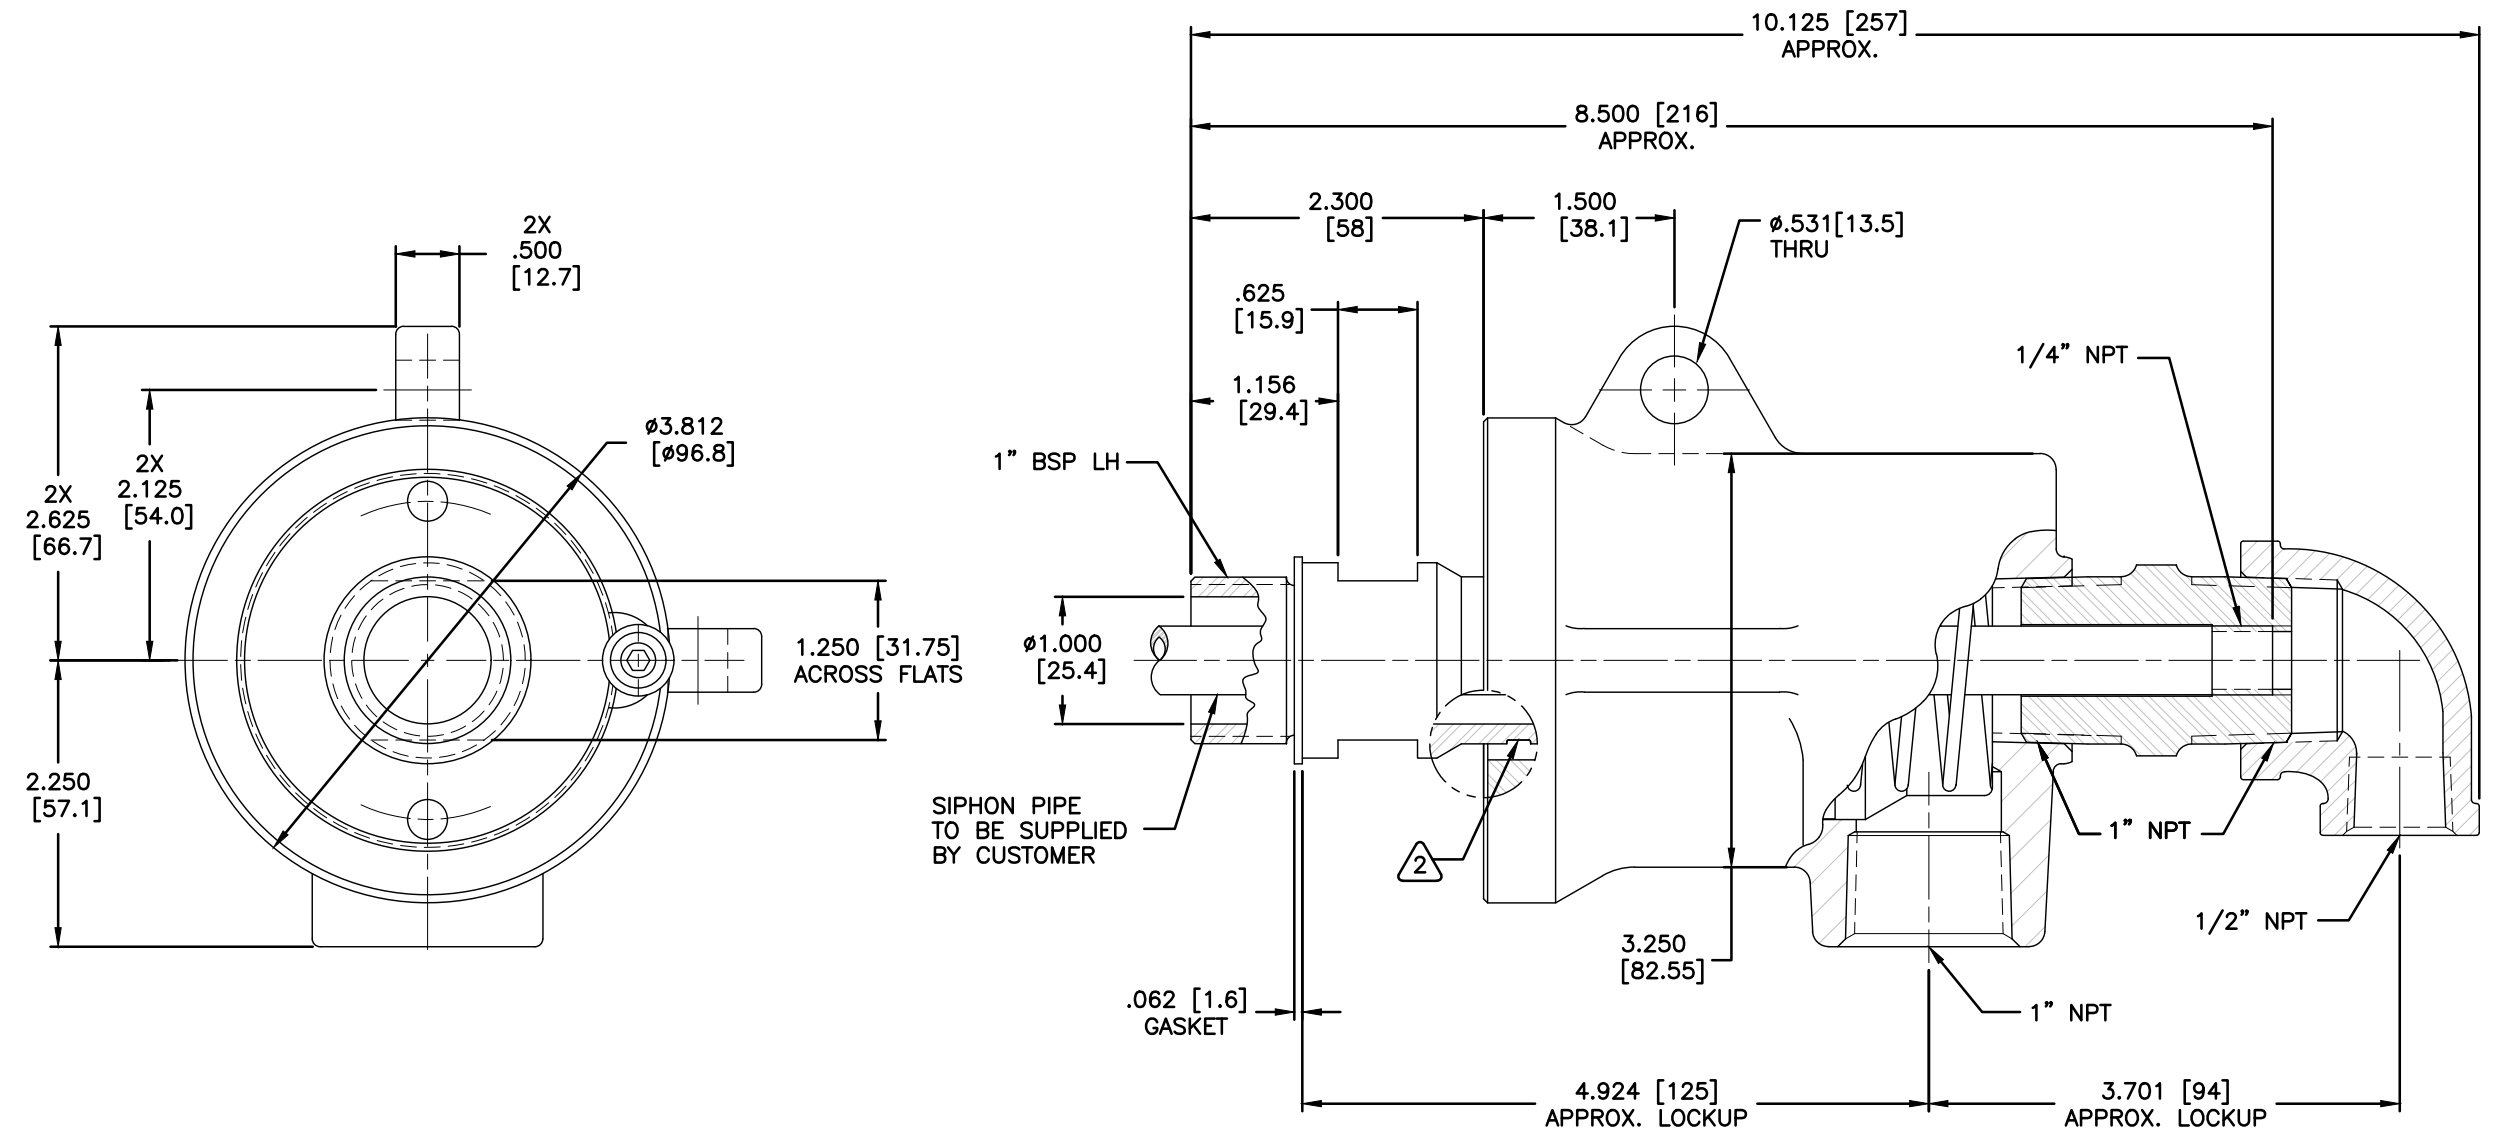 10.125 [257]
APPROX.
8.500 [216]
APPROX.
2.300
[58]
1.500
[38.1]
ø.531[13.5]
THRU
2X
.500
[12.7]
.625
[15.9]
1.156
[29.4]
1/4” NPT
ø3.812
[ø96.8]
1” BSP LH
2X
2.125
[54.0]
2X
2.625
[66.7]
ø1.000
[25.4]
1.250 [31.75]
ACROSS FLATS
2.250
[57.1]
SIPHON PIPE
TO BE SUPPLIED
BY CUSTOMER
2
1” NPT
1/2” NPT
3.250
[82.55]
.062 [1.6]
GASKET
1” NPT
4.924 [125]
APPROX. LOCKUP
3.701 [94]
APPROX. LOCKUP